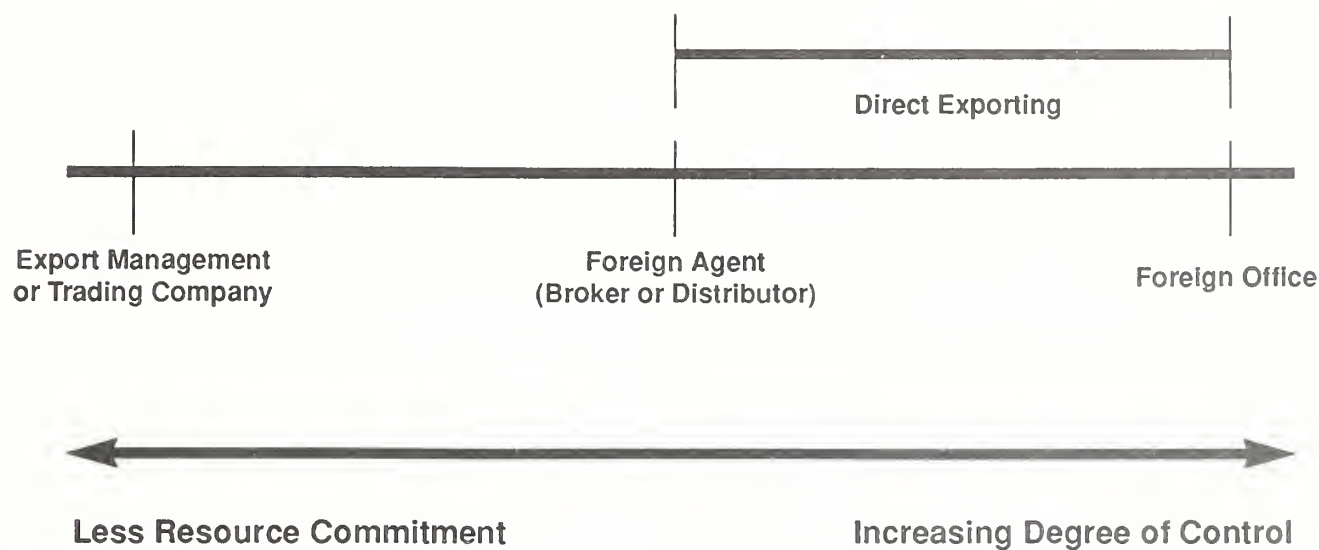 Direct Exporting
Export Management
or Trading Company
Foreign Agent
(Broker or Distributor)
Foreign Office
Less Resource Commitment
Increasing Degree of Control